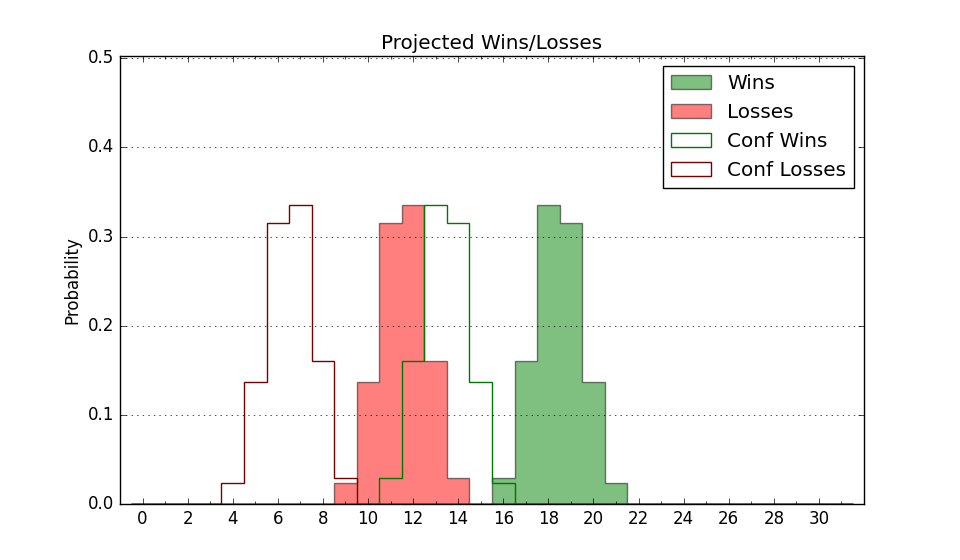 Projected Wins/Losses
Wins
Losses
Conf Wins
Conf Losses
Probability
0.5
0.4
0.3
0.2
0.1
0.0
0 2 4 6 8 10 12 14 16 18 20 22 24 26 28 30